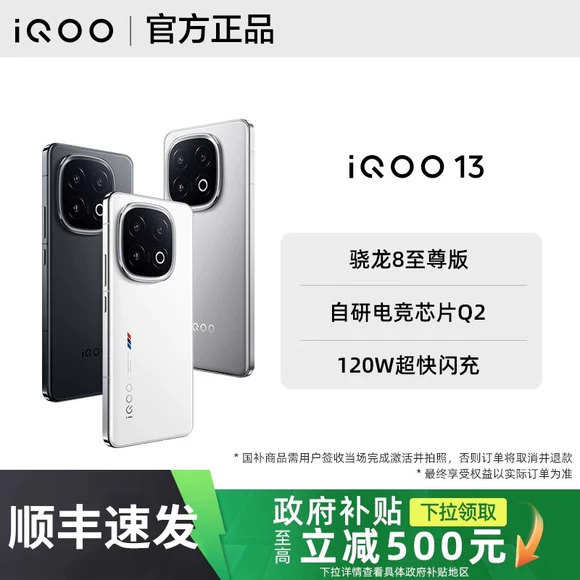 iQOO | 官方正品
iQOO 13
骁龙8至尊版
自研电竞芯片Q2
120W超快闪充
iQOO
iQOO
iQOO
* 国补商品需用户签收当场完成激活并拍照，否则订单将取消并退款
* 最终享受权益以实际订单为准
顺丰速发
政府补贴 下拉领取
至高 立减500元
下拉详情查看具体政府补贴地区